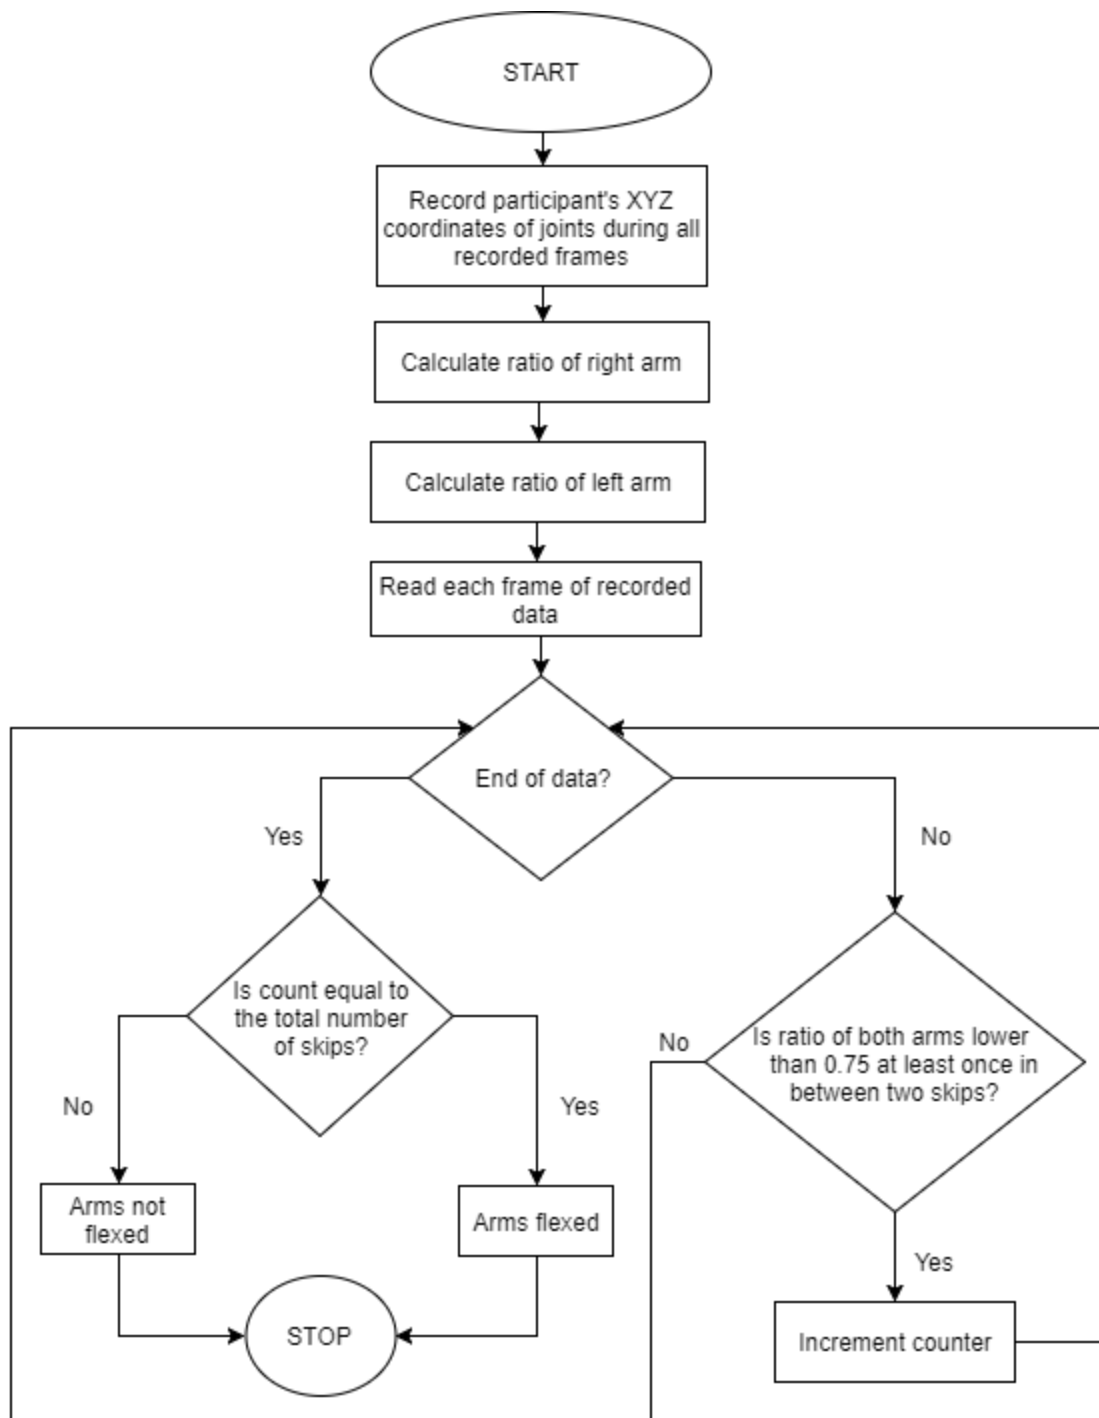 START
Record participant's XYZ
coordinates of joints during all
recorded frames
Calculate ratio of right arm
Calculate ratio of left arm
Read each frame of recorded
data
End of data?
Yes
No
Is count equal to
the total number
of skips?
Is ratio of both arms lower
than 0.75 at least once in
between two skips?
No
No
Yes
Arms not
flexed
Arms flexed
Yes
STOP
Increment counter